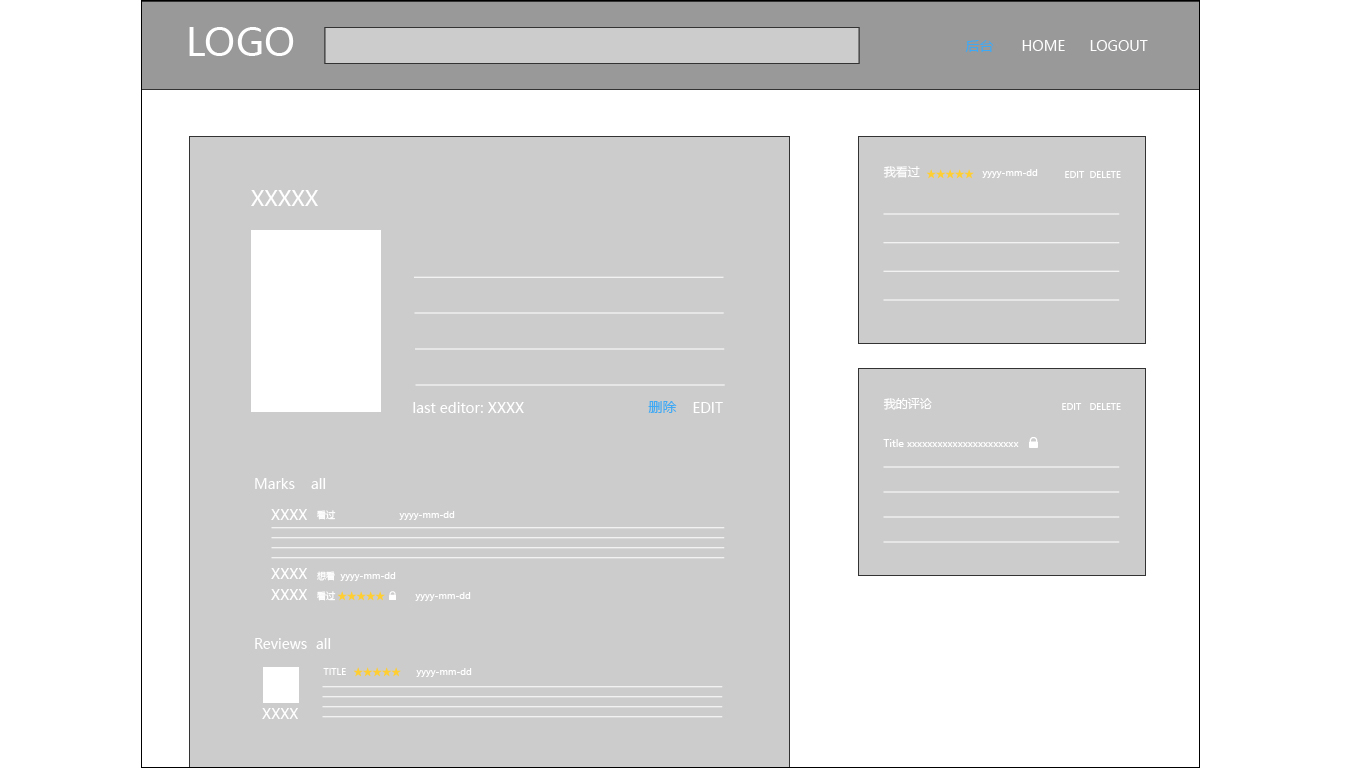 LOGO
HOME LOGOUT
XXXXX
last editor: XXXX 删除 EDIT
Marks all
XXXX 看过 yyyy-mm-dd
XXXX 想看 yyyy-mm-dd
XXXX 看过 ★★★★★ yyyy-mm-dd
Reviews all
TITLE ★★★★★ yyyy-mm-dd
XXXX
我看过 ★★★★★ yyyy-mm-dd EDIT DELETE
我的评论 EDIT DELETE
Title xxxxxxxxxxxxxxxxxxxxxx